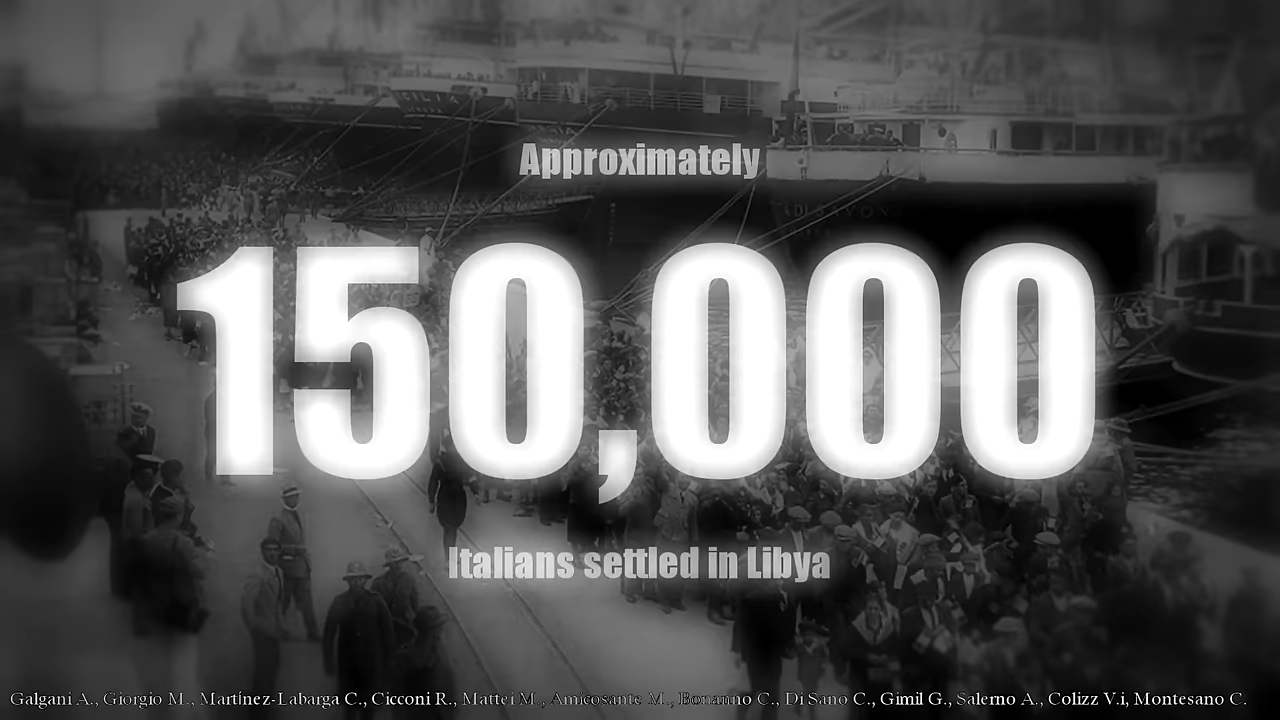 Approximately
150,000
Italians settled in Libya
Galgani A., Giorgio M., Martínez-Labarga C., Cicconi R., Mattei M., Amicosante M., Bonanno C., Di Sano C., Gimil G., Salerno A., Colizz V.i, Montesano C.